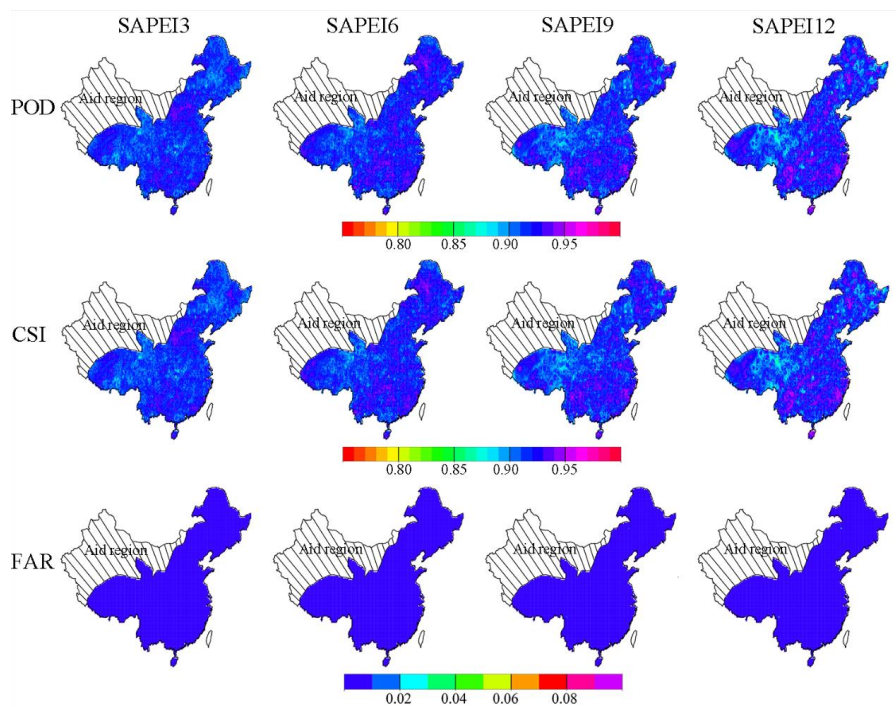 SAPEI3 SAPEI6 SAPEI9 SAPEI12
POD
Aid region Aid region Aid region Aid region
0.80 0.85 0.90 0.95
CSI
Aid region Aid region Aid region Aid region
0.80 0.85 0.90 0.95
FAR
Aid region Aid region Aid region Aid region
0.02 0.04 0.06 0.08